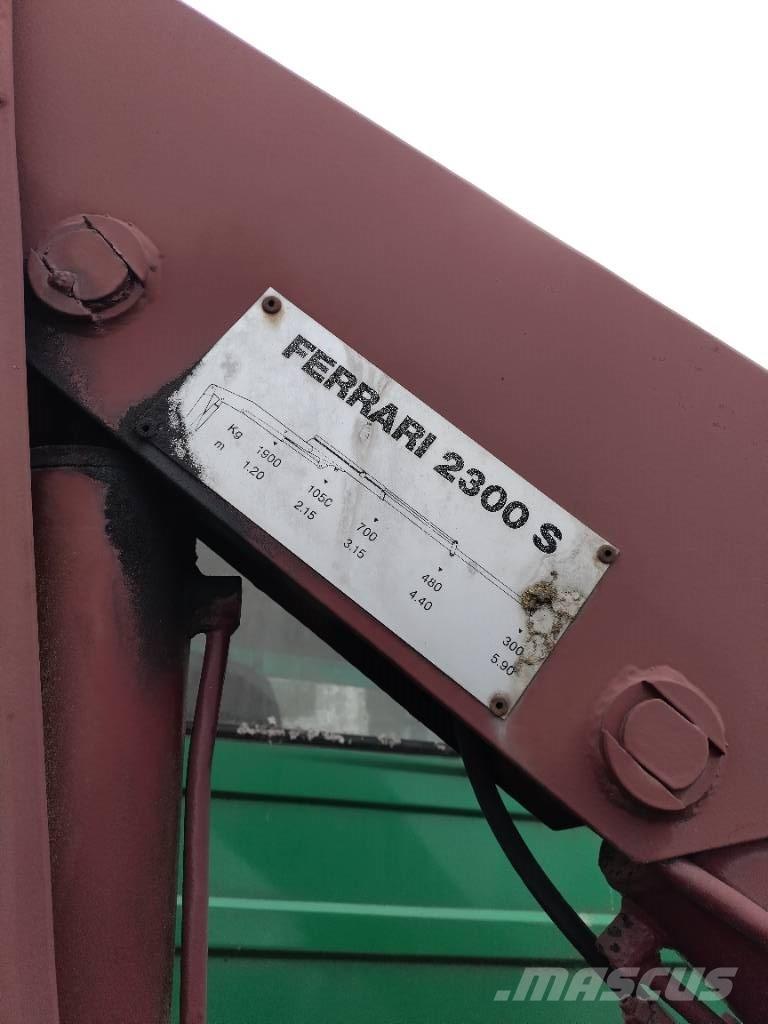 FERRARI 2300 S
Kg 1900 1050 700 480 300
m 1.20 2.15 3.15 4.40 5.90
MASCUS